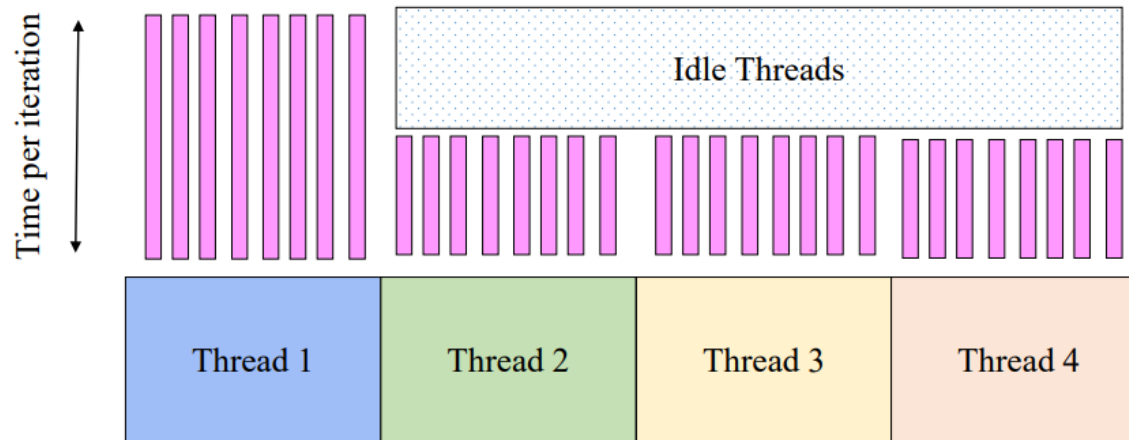 Time per iteration
Idle Threads
Thread 1
Thread 2
Thread 3
Thread 4